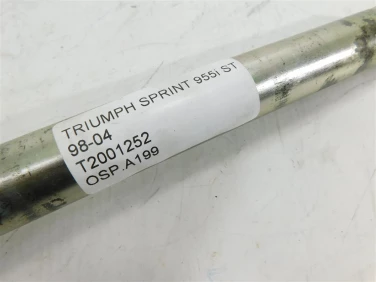 TRIUMPH SPRINT 955i ST
98-04
T2001252
OSP.A199